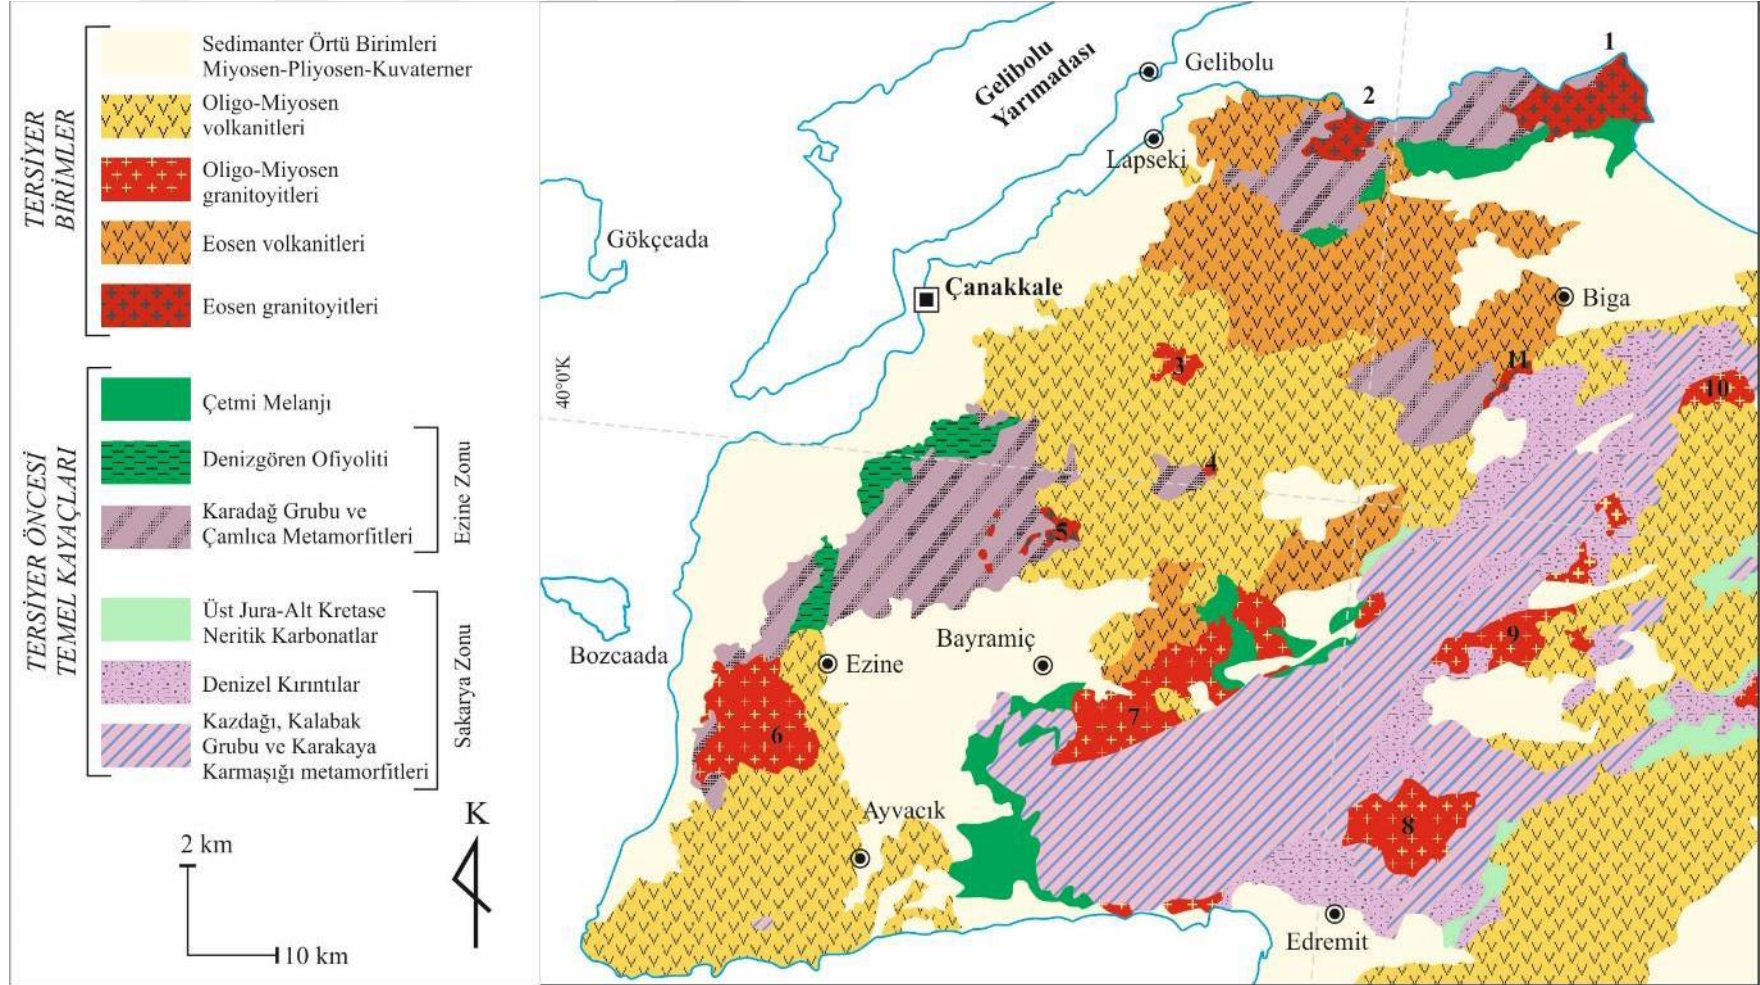 TERSİYER
BİRİMLER
Sedimanter Örtü Birimleri
Miyosen-Pliyosen-Kuvaterner
Oligo-Miyosen
volkanitleri
Oligo-Miyosen
granitoyitleri
Eosen volkanitleri
Eosen granitoyitleri
TERSİYER ÖNCESİ
TEMEL KAYAÇLARI
Çetmi Melanjı
Denizgören Ofiyoliti
Karadağ Grubu ve
Çamlıca Metamorfitleri
Ezine Zonu
Üst Jura-Alt Kretase
Neritik Karbonatlar
Denizel Kırıntılar
Kazdağı, Kalabak
Grubu ve Karakaya
Karmaşığı metamorfitleri
Sakarya Zonu
2 km
10 km
K
Gelibolu
Yarımadası
Gelibolu
Lapseki
Gökçeada
Çanakkale
Biga
40°0'K
Bozcaada
Ezine
Bayramiç
Ayvacık
Edremit
1
2
3
4
5
6
7
8
9
10
11